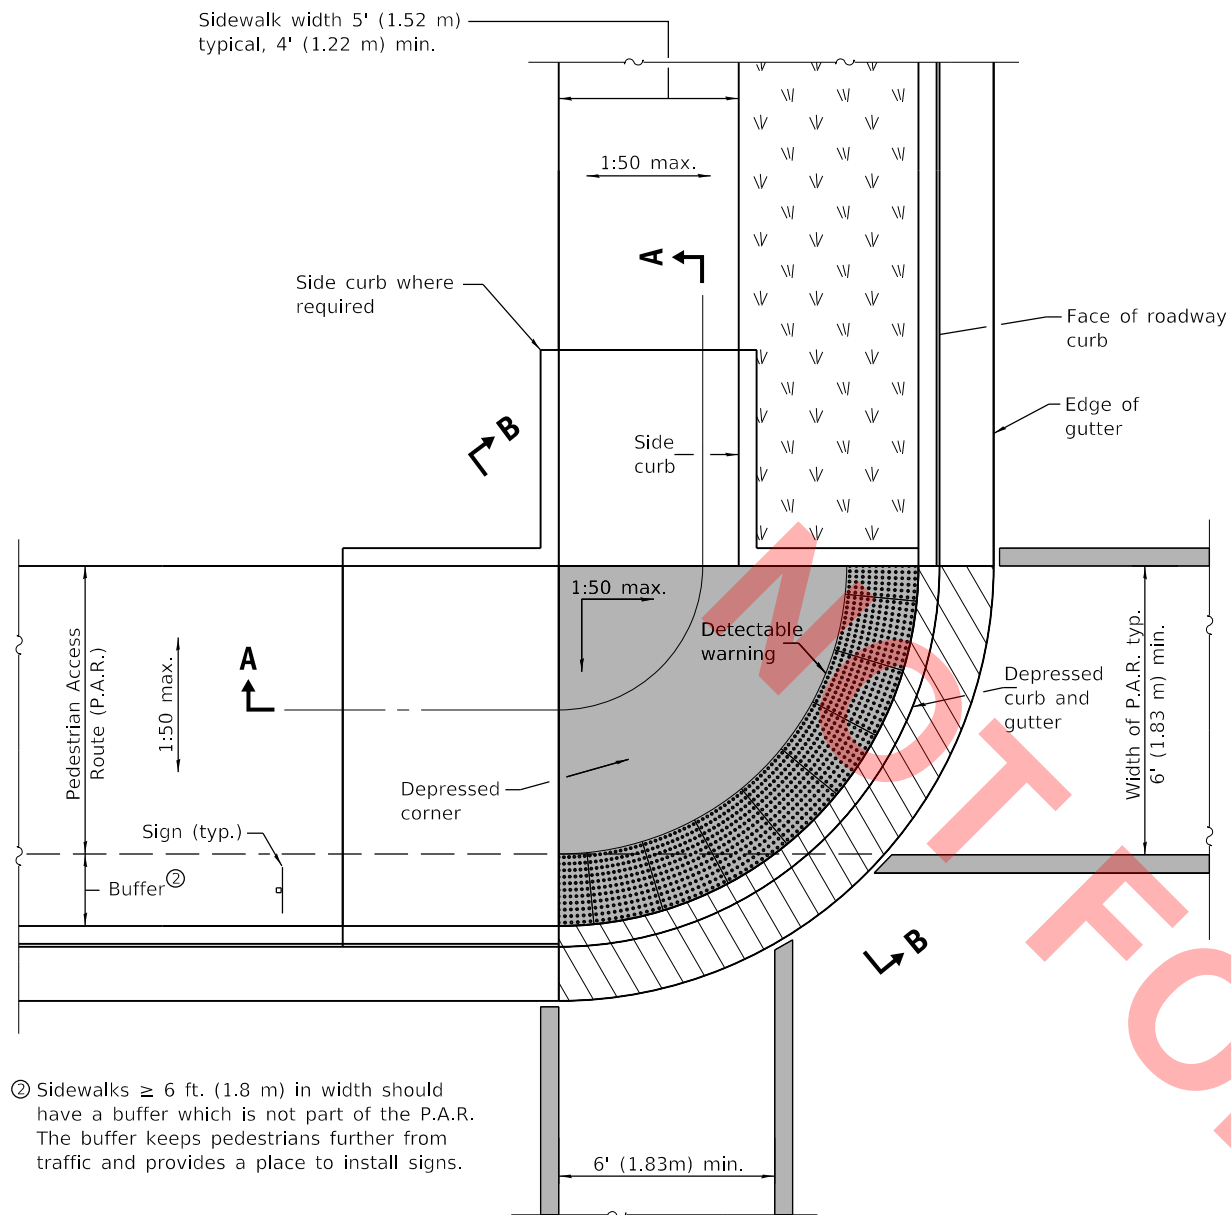 Sidewalk width 5' (1.52 m)
typical, 4' (1.22 m) min.
1:50 max.
A
Side curb where
required
Face of roadway
curb
B
Edge of
gutter
Side
curb
1:50 max.
Detectable
warning
Pedestrian Access
Route (P.A.R.)
1:50 max.
A
Depressed
curb and
gutter
Width of P.A.R. typ.
6' (1.83 m) min.
Depressed
corner
Sign (typ.)
Buffer ②
B
② Sidewalks ≥ 6 ft. (1.8 m) in width should
have a buffer which is not part of the P.A.R.
The buffer keeps pedestrians further from
traffic and provides a place to install signs.
6' (1.83m) min.
NOT FO